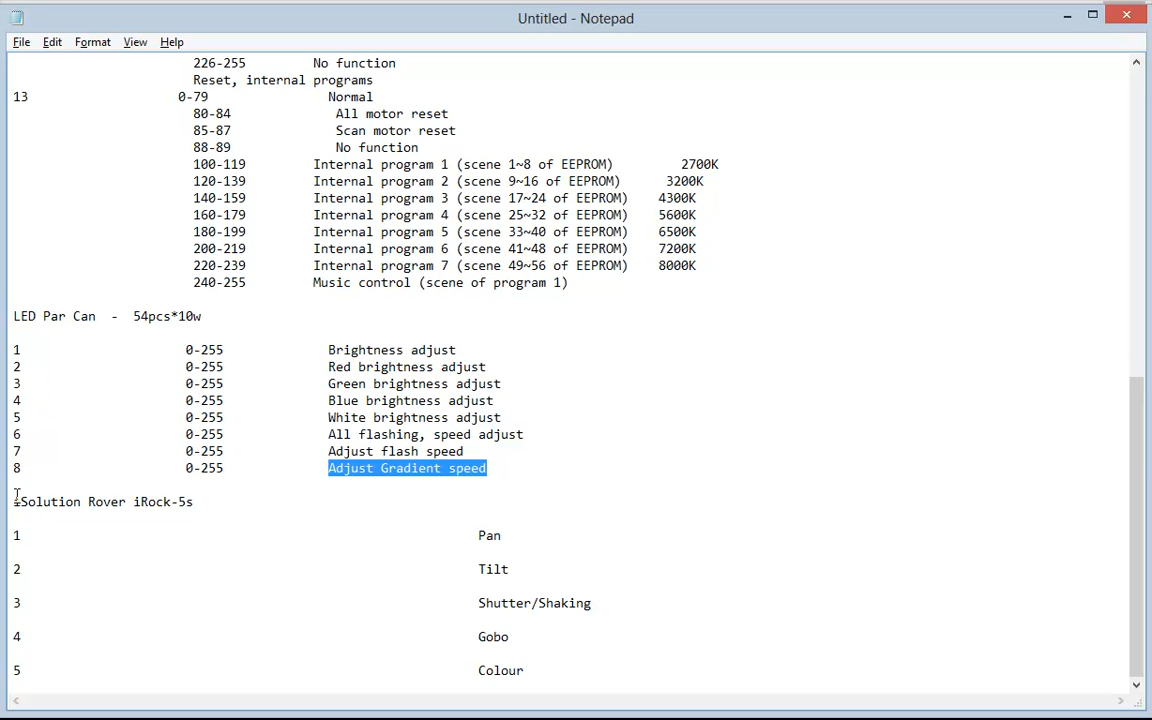 Untitled - Notepad
File Edit Format View Help
226-255 No function
Reset, internal programs
13 0-79 Normal
80-84 All motor reset
85-87 Scan motor reset
88-89 No function
100-119 Internal program 1 (scene 1~8 of EEPROM) 2700K
120-139 Internal program 2 (scene 9~16 of EEPROM) 3200K
140-159 Internal program 3 (scene 17~24 of EEPROM) 4300K
160-179 Internal program 4 (scene 25~32 of EEPROM) 5600K
180-199 Internal program 5 (scene 33~40 of EEPROM) 6500K
200-219 Internal program 6 (scene 41~48 of EEPROM) 7200K
220-239 Internal program 7 (scene 49~56 of EEPROM) 8000K
240-255 Music control (scene of program 1)
LED Par Can - 54pcs*10w
1 0-255 Brightness adjust
2 0-255 Red brightness adjust
3 0-255 Green brightness adjust
4 0-255 Blue brightness adjust
5 0-255 White brightness adjust
6 0-255 All flashing, speed adjust
7 0-255 Adjust flash speed
8 0-255 Adjust Gradient speed
iSolution Rover iRock-5s
1 Pan
2 Tilt
3 Shutter/Shaking
4 Gobo
5 Colour